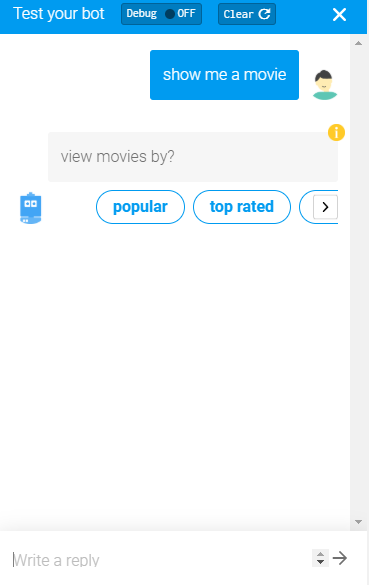 Test your bot Debug OFF Clear
show me a movie
i
view movies by?
popular top rated
Write a reply